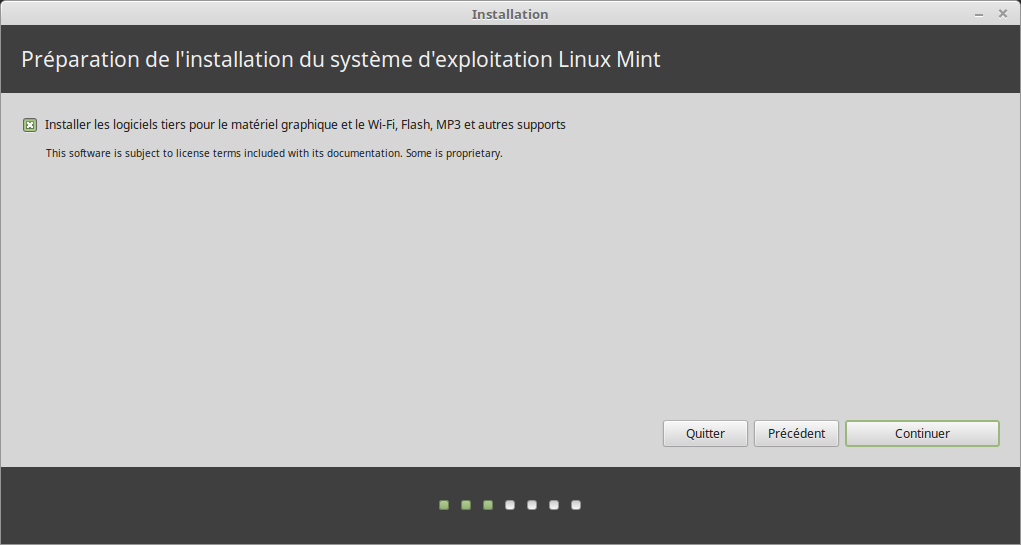 Installation
Préparation de l'installation du système d'exploitation Linux Mint
Installer les logiciels tiers pour le matériel graphique et le Wi-Fi, Flash, MP3 et autres supports
This software is subject to license terms included with its documentation. Some is proprietary.
Quitter Précédent Continuer